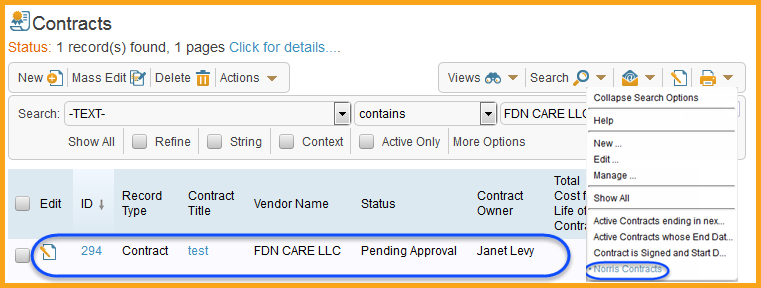 Contracts
Status: 1 record(s) found, 1 pages Click for details....
New Mass Edit Delete Actions Views Search
Search: -TEXT- contains FDN CARE LLC
Show All Refine String Context Active Only More Options
Collapse Search Options
Help
New ...
Edit ...
Manage ...
Show All
Active Contracts ending in nex...
Active Contracts whose End Dat...
Contract is Signed and Start D...
Norris Contracts
Edit ID Record Type Contract Title Vendor Name Status Contract Owner Total Cost f Life of Contra
294 Contract test FDN CARE LLC Pending Approval Janet Levy